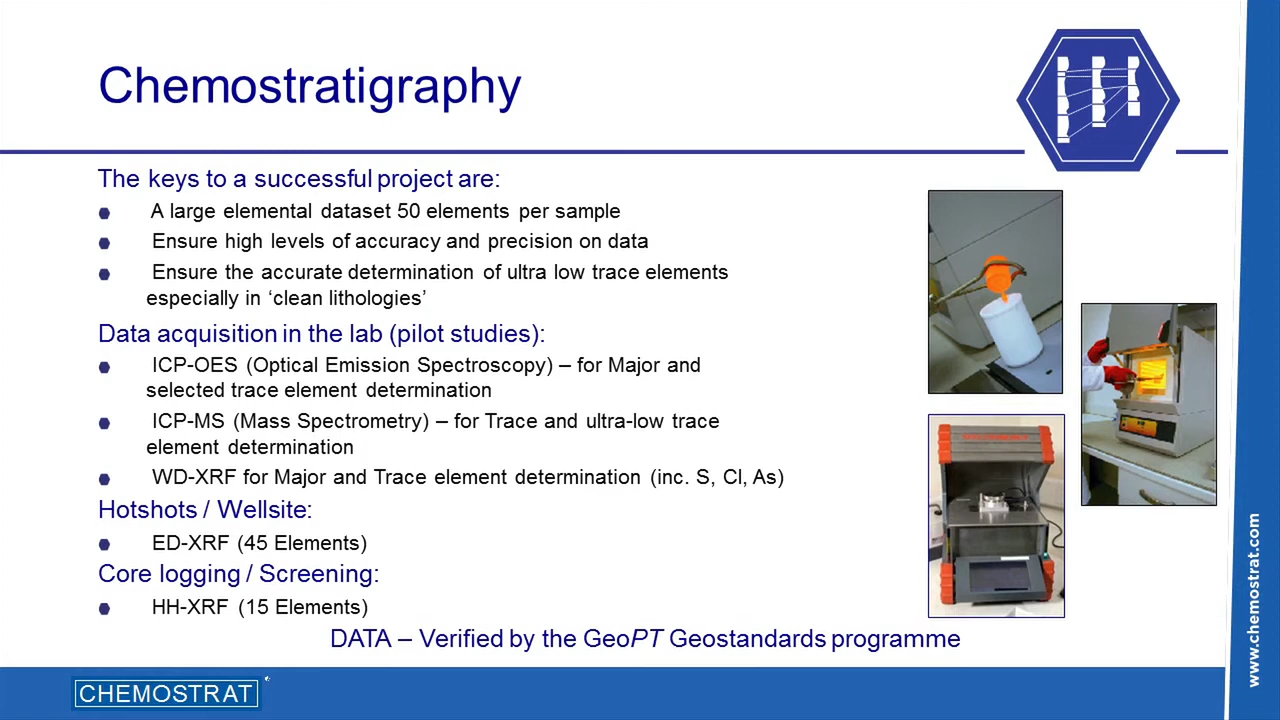 Chemostratigraphy
The keys to a successful project are:
A large elemental dataset 50 elements per sample
Ensure high levels of accuracy and precision on data
Ensure the accurate determination of ultra low trace elements
especially in ‘clean lithologies’
Data acquisition in the lab (pilot studies):
ICP-OES (Optical Emission Spectroscopy) – for Major and
selected trace element determination
ICP-MS (Mass Spectrometry) – for Trace and ultra-low trace
element determination
WD-XRF for Major and Trace element determination (inc. S, Cl, As)
Hotshots / Wellsite:
ED-XRF (45 Elements)
Core logging / Screening:
HH-XRF (15 Elements)
DATA – Verified by the GeoPT Geostandards programme
CHEMOSTRAT
www.chemostrat.com